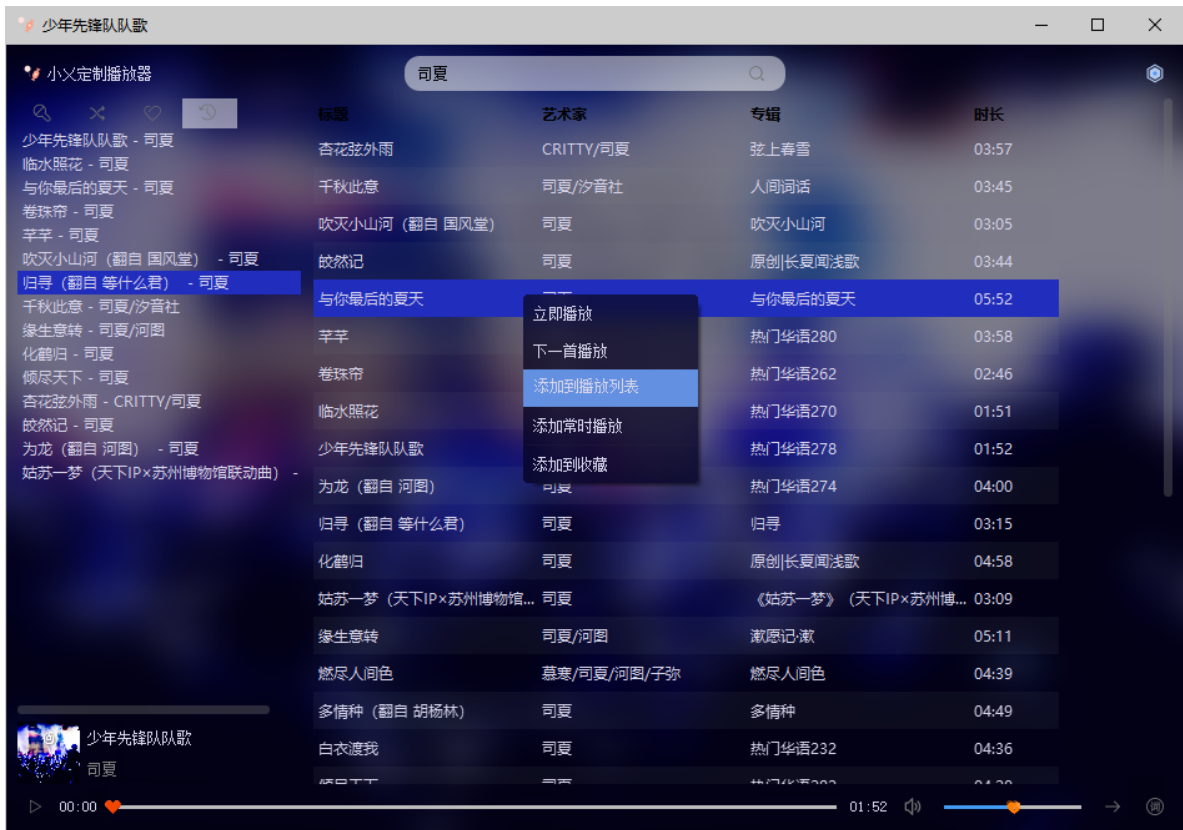 少年先锋队队歌
小乂定制播放器
司夏
少年先锋队队歌 - 司夏
临水照花 - 司夏
与你最后的夏天 - 司夏
卷珠帘 - 司夏
芊芊 - 司夏
吹灭小山河（翻自 国风堂） - 司夏
归寻（翻自 等什么君） - 司夏
千秋此意 - 司夏/汐音社
缘生意转 - 司夏/河图
化鹤归 - 司夏
倾尽天下 - 司夏
杏花弦外雨 - CRITTY/司夏
皎然记 - 司夏
为龙（翻自 河图） - 司夏
姑苏一梦（天下IP×苏州博物馆联动曲） -
标题 艺术家 专辑 时长
杏花弦外雨 CRITTY/司夏 弦上春雪 03:57
千秋此意 司夏/汐音社 人间词话 03:45
吹灭小山河（翻自 国风堂） 司夏 吹灭小山河 03:05
皎然记 司夏 原创|长夏闻浅歌 03:44
与你最后的夏天 与你最后的夏天 05:52
芊芊 热门华语280 03:58
卷珠帘 热门华语262 02:46
临水照花 热门华语270 01:51
少年先锋队队歌 热门华语278 01:52
为龙（翻自 河图） 司夏 热门华语274 04:00
归寻（翻自 等什么君） 司夏 归寻 03:15
化鹤归 司夏 原创|长夏闻浅歌 04:58
姑苏一梦（天下IP×苏州博物馆... 司夏 《姑苏一梦》（天下IP×苏州博... 03:09
缘生意转 司夏/河图 漱愿记·漱 05:11
燃尽人间色 慕寒/司夏/河图/子弥 燃尽人间色 04:39
多情种（翻自 胡杨林） 司夏 多情种 04:49
白衣渡我 司夏 热门华语232 04:36
立即播放
下一首播放
添加到播放列表
添加常时播放
添加到收藏
少年先锋队队歌
司夏
00:00 01:52 词